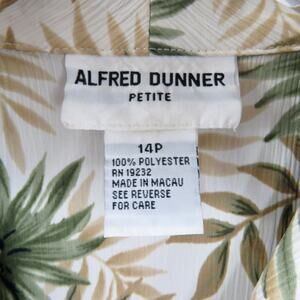 ALFRED DUNNER
PETITE
14P
100% POLYESTER
RN 19232
MADE IN MACAU
SEE REVERSE
FOR CARE